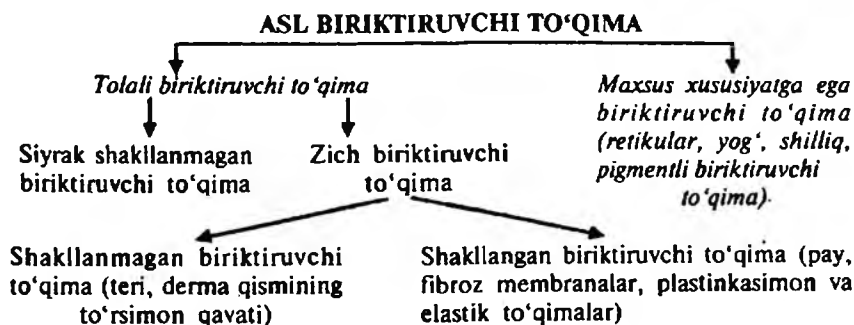 ASL BIRIKTIRUVCHI TO‘QIMA
Tolali biriktiruvchi to‘qima
Maxsus xususiyatga ega
biriktiruvchi to‘qima
(retikular, yog‘, shilliq,
pigmentli biriktiruvchi
to‘qima).
Siyrak shakllanmagan
biriktiruvchi to‘qima
Zich biriktiruvchi
to‘qima
Shakllanmagan biriktiruvchi
to‘qima (teri, derma qismining
to‘rsimon qavati)
Shakllangan biriktiruvchi to‘qima (pay,
fibroz membranalar, plastinkasimon va
elastik to‘qimalar)